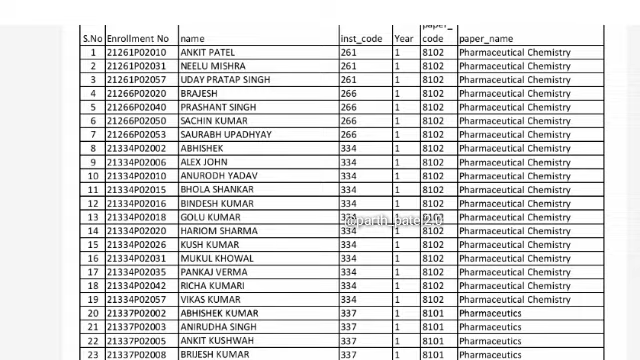 S.No Enrollment No name inst_code Year code paper_name
1 21261P02010 ANKIT PATEL 261 1 8102 Pharmaceutical Chemistry
2 21261P02031 NEELU MISHRA 261 1 8102 Pharmaceutical Chemistry
3 21261P02057 UDAY PRATAP SINGH 261 1 8102 Pharmaceutical Chemistry
4 21266P02020 BRAJESH 266 1 8102 Pharmaceutical Chemistry
5 21266P02040 PRASHANT SINGH 266 1 8102 Pharmaceutical Chemistry
6 21266P02050 SACHIN KUMAR 266 1 8102 Pharmaceutical Chemistry
7 21266P02053 SAURABH UPADHYAY 266 1 8102 Pharmaceutical Chemistry
8 21334P02002 ABHISHEK 334 1 8102 Pharmaceutical Chemistry
9 21334P02006 ALEX JOHN 334 1 8102 Pharmaceutical Chemistry
10 21334P02010 ANURODH YADAV 334 1 8102 Pharmaceutical Chemistry
11 21334P02015 BHOLA SHANKAR 334 1 8102 Pharmaceutical Chemistry
12 21334P02016 BINDESH KUMAR 334 1 8102 Pharmaceutical Chemistry
13 21334P02018 GOLU KUMAR 334 1 Pharmaceutical Chemistry
14 21334P02020 HARIOM SHARMA 334 1 8102 Pharmaceutical Chemistry
15 21334P02026 KUSH KUMAR 334 1 8102 Pharmaceutical Chemistry
16 21334P02031 MUKUL KHOWAL 334 1 8102 Pharmaceutical Chemistry
17 21334P02035 PANKAJ VERMA 334 1 8102 Pharmaceutical Chemistry
18 21334P02042 RICHA KUMARI 334 1 8102 Pharmaceutical Chemistry
19 21334P02057 VIKAS KUMAR 334 1 8102 Pharmaceutical Chemistry
20 21337P02002 ABHISHEK KUMAR 337 1 8101 Pharmaceutics
21 21337P02003 ANIRUDHA SINGH 337 1 8101 Pharmaceutics
22 21337P02005 ANKIT KUSHWAH 337 1 8101 Pharmaceutics
23 21337P02008 BRIJESH KUMAR 337 1 8101 Pharmaceutics